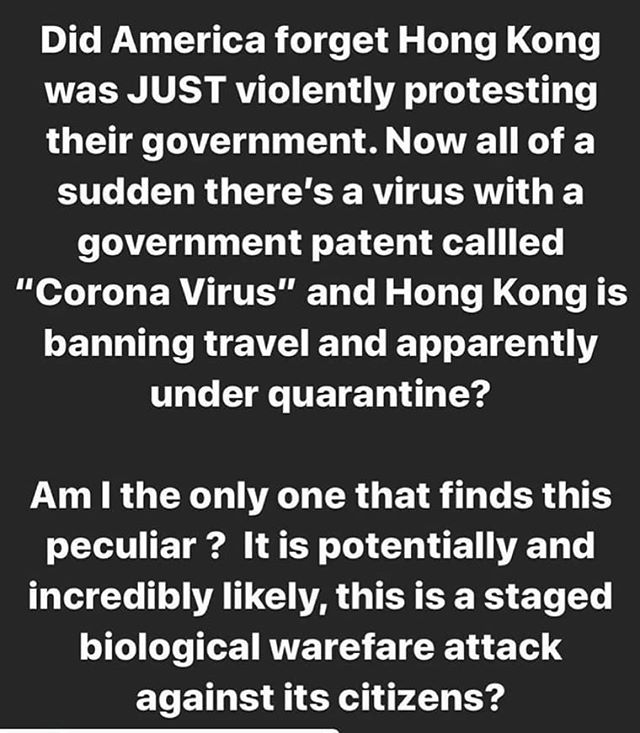 Did America forget Hong Kong
was JUST violently protesting
their government. Now all of a
sudden there's a virus with a
government patent callled
"Corona Virus" and Hong Kong is
banning travel and apparently
under quarantine?
Am I the only one that finds this
peculiar ? It is potentially and
incredibly likely, this is a staged
biological warefare attack
against its citizens?